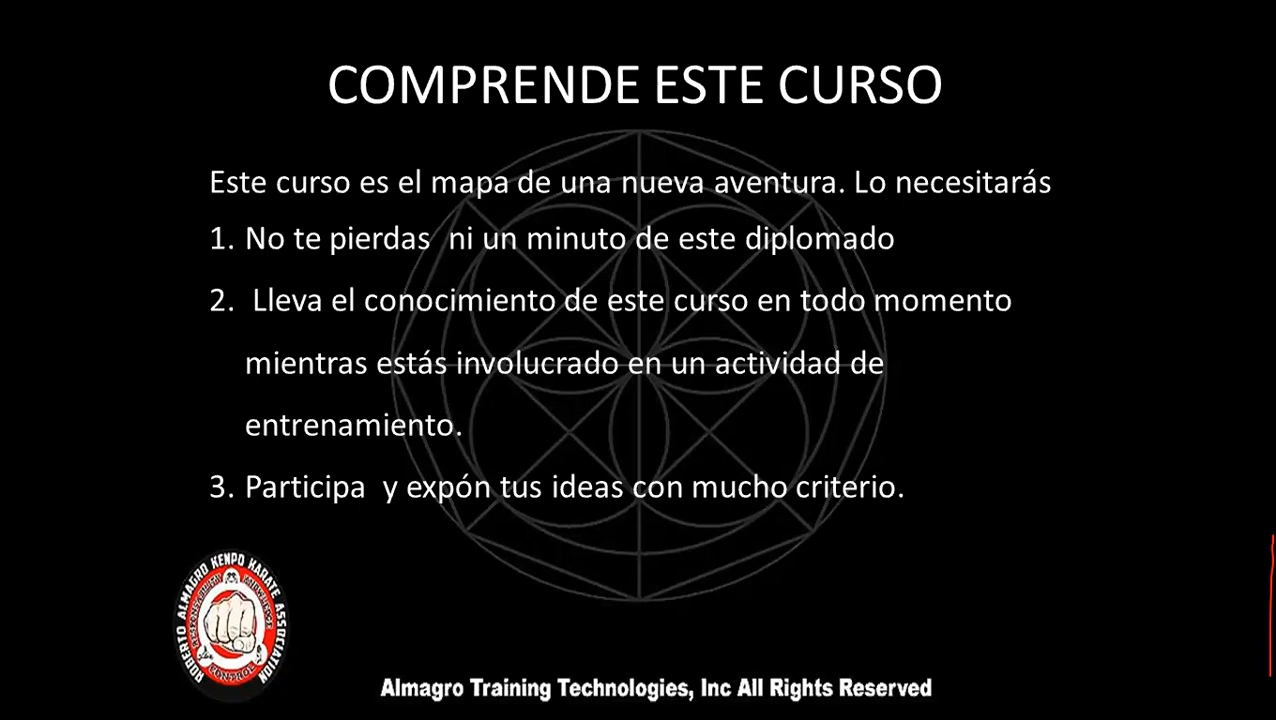 COMPRENDE ESTE CURSO
Este curso es el mapa de una nueva aventura. Lo necesitarás
1. No te pierdas  ni un minuto de este diplomado
2.  Lleva el conocimiento de este curso en todo momento
mientras estás involucrado en un actividad de
entrenamiento.
3. Participa  y expón tus ideas con mucho criterio.
ROBERTO ALMAGRO KENPO KARATE ASSOCIATION
RESPONSABILITY KNOWLEDGE
CONTROL
Almagro Training Technologies, Inc All Rights Reserved